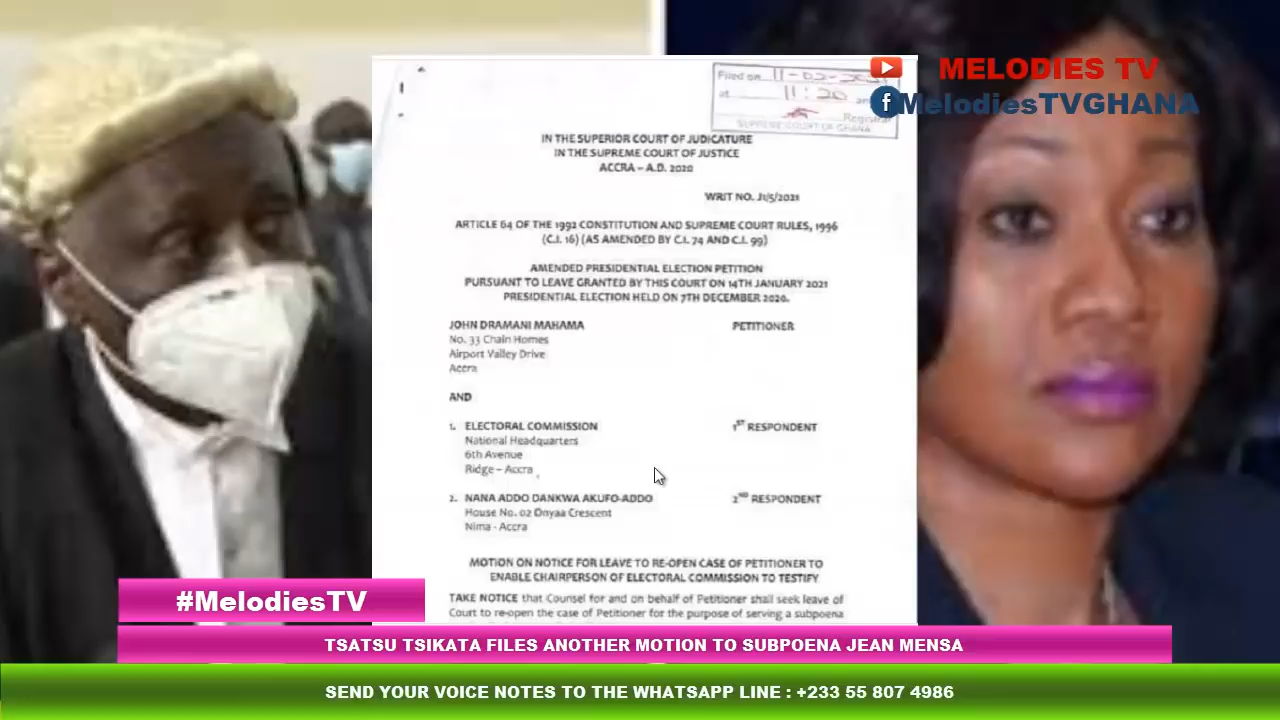 MELODIES TV
MelodiesTVGHANA
Filed on 11-02-2021
at 11:20 am
Registrar
SUPREME COURT OF GHANA
IN THE SUPERIOR COURT OF JUDICATURE
IN THE SUPREME COURT OF JUSTICE
ACCRA – A.D. 2020
WRIT NO. J1/5/2021
ARTICLE 64 OF THE 1992 CONSTITUTION AND SUPREME COURT RULES, 1996
(C.I. 16) (AS AMENDED BY C.I. 74 AND C.I. 99)
AMENDED PRESIDENTIAL ELECTION PETITION
PURSUANT TO LEAVE GRANTED BY THIS COURT ON 14TH JANUARY 2021
PRESIDENTIAL ELECTION HELD ON 7TH DECEMBER 2020.
JOHN DRAMANI MAHAMA PETITIONER
No. 33 Chain Homes
Airport Valley Drive
Accra
AND
1. ELECTORAL COMMISSION 1ST RESPONDENT
National Headquarters
6th Avenue
Ridge – Accra
2. NANA ADDO DANKWA AKUFO-ADDO 2ND RESPONDENT
House No. 02 Onyaa Crescent
Nima - Accra
MOTION ON NOTICE FOR LEAVE TO RE-OPEN CASE OF PETITIONER TO
ENABLE CHAIRPERSON OF ELECTORAL COMMISSION TO TESTIFY
TAKE NOTICE that Counsel for and on behalf of Petitioner shall seek leave of
Court to re-open the case of Petitioner for the purpose of serving a subpoena
#MelodiesTV
TSATSU TSIKATA FILES ANOTHER MOTION TO SUBPOENA JEAN MENSA
SEND YOUR VOICE NOTES TO THE WHATSAPP LINE : +233 55 807 4986